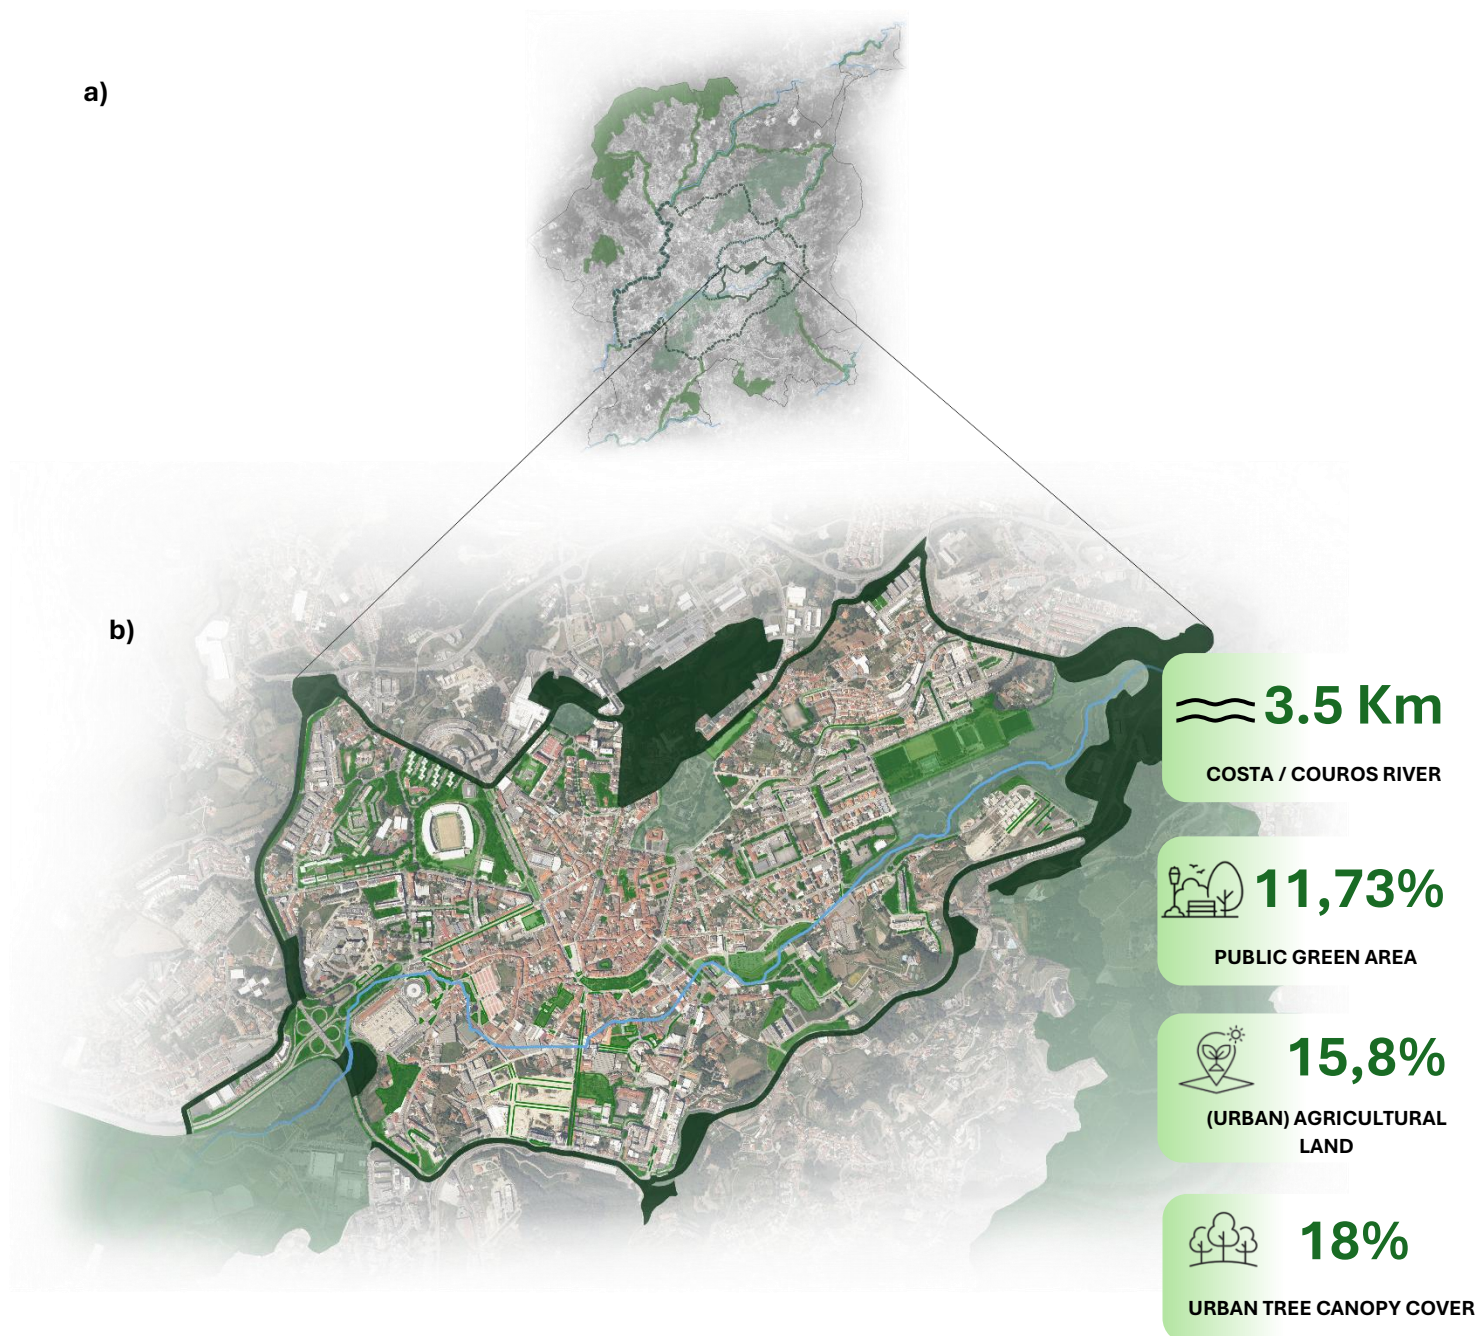 a)
b)
3.5 Km
COSTA / COUROS RIVER
11,73%
PUBLIC GREEN AREA
15,8%
(URBAN) AGRICULTURAL
LAND
18%
URBAN TREE CANOPY COVER